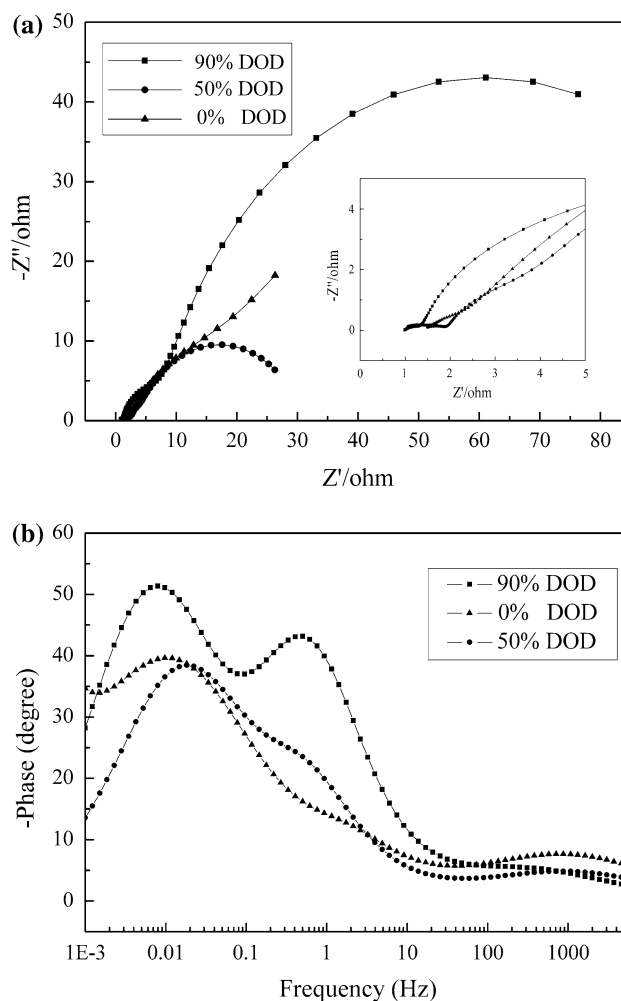 (a)
50
40
30
20
10
0
-Z''/ohm
90% DOD
50% DOD
0% DOD
4
2
0
-Z''/ohm
0 1 2 3 4 5
Z'/ohm
0 10 20 30 40 50 60 70 80
Z'/ohm
(b)
60
50
40
30
20
10
0
-Phase (degree)
90% DOD
0% DOD
50% DOD
1E-3 0.01 0.1 1 10 100 1000
Frequency (Hz)